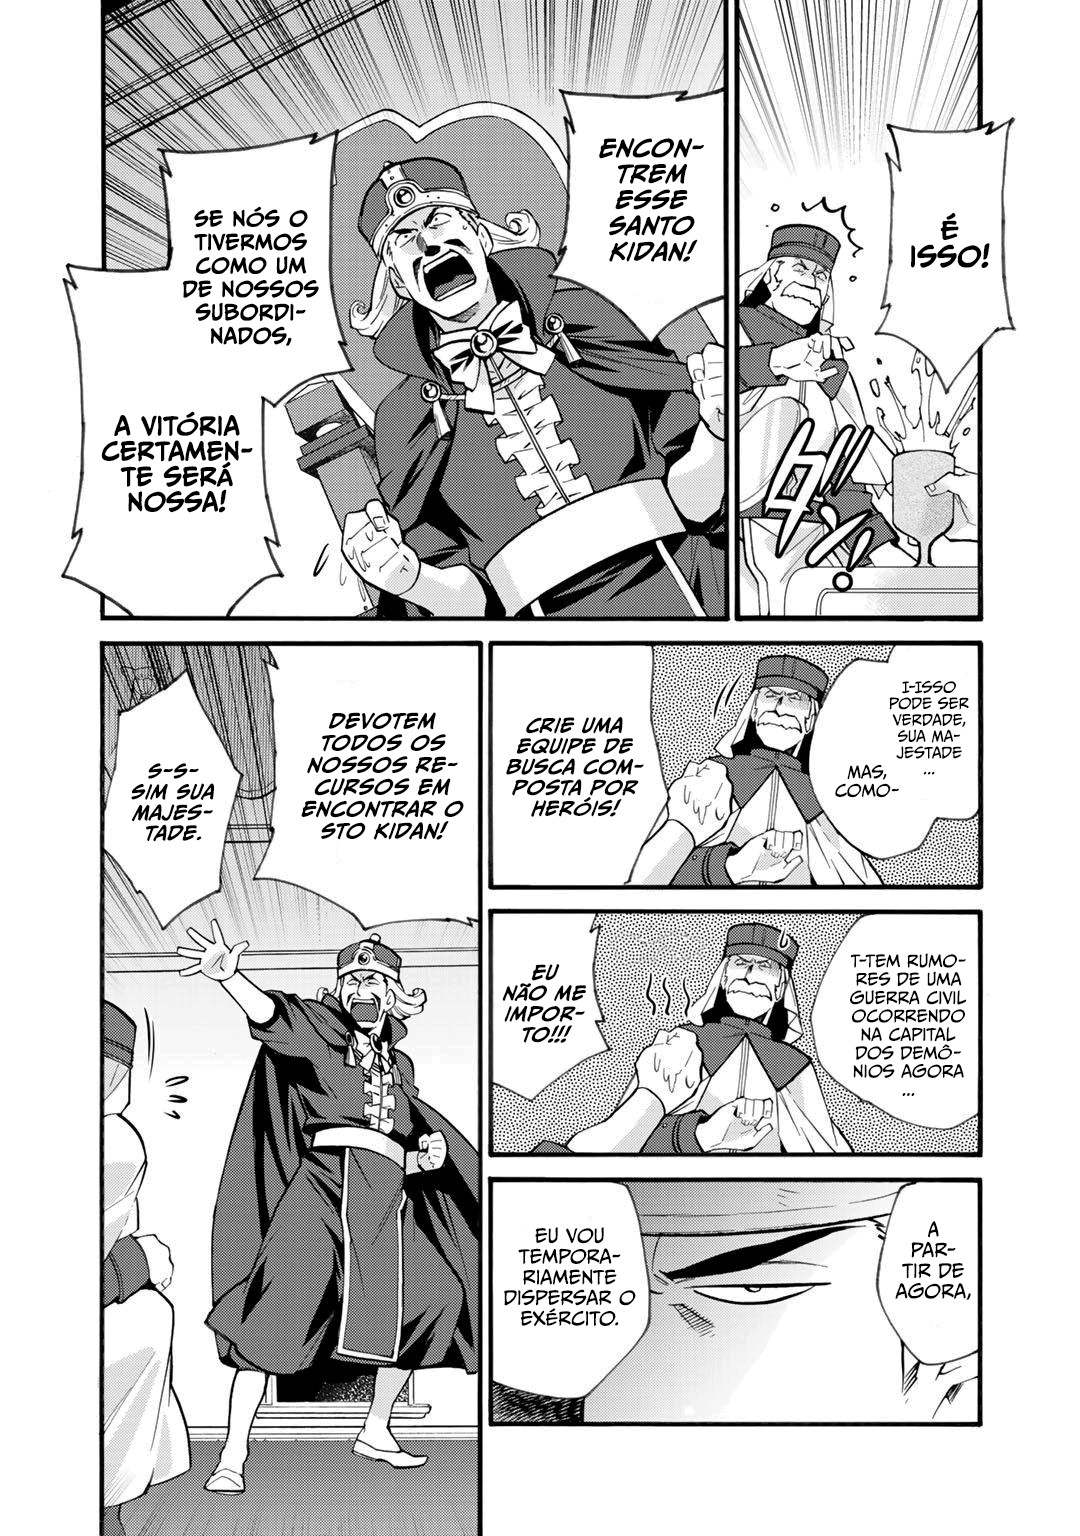 É
ISSO!
ダン。
ENCON-
TREM
ESSE
SANTO
KIDAN!
SE NÓS O
TIVERMOS
COMO UM
DE NOSSOS
SUBORDI-
NADOS,
A VITÓRIA
CERTAMEN-
TE SERÁ
NOSSA!
I-ISSO
PODE SER
VERDADE,
SUA MA-
JESTADE
...
MAS,
COMO-
CRIE UMA
EQUIPE DE
BUSCA COM-
POSTA POR
HERÓIS!
T-TEM RUMO-
RES DE UMA
GUERRA CIVIL
OCORRENDO
NA CAPITAL
DOS DEMÔ-
NIOS AGORA
...
EU
NÃO ME
IMPOR-
TO!!!
A
PAR-
TIR DE
AGORA,
EU VOU
TEMPORA-
RIAMENTE
DISPERSAR O
EXÉRCITO.
DEVOTEM
TODOS OS
NOSSOS RE-
CURSOS EM
ENCONTRAR O
STO KIDAN!
S-S-
SIM SUA
MAJES-
TADE.